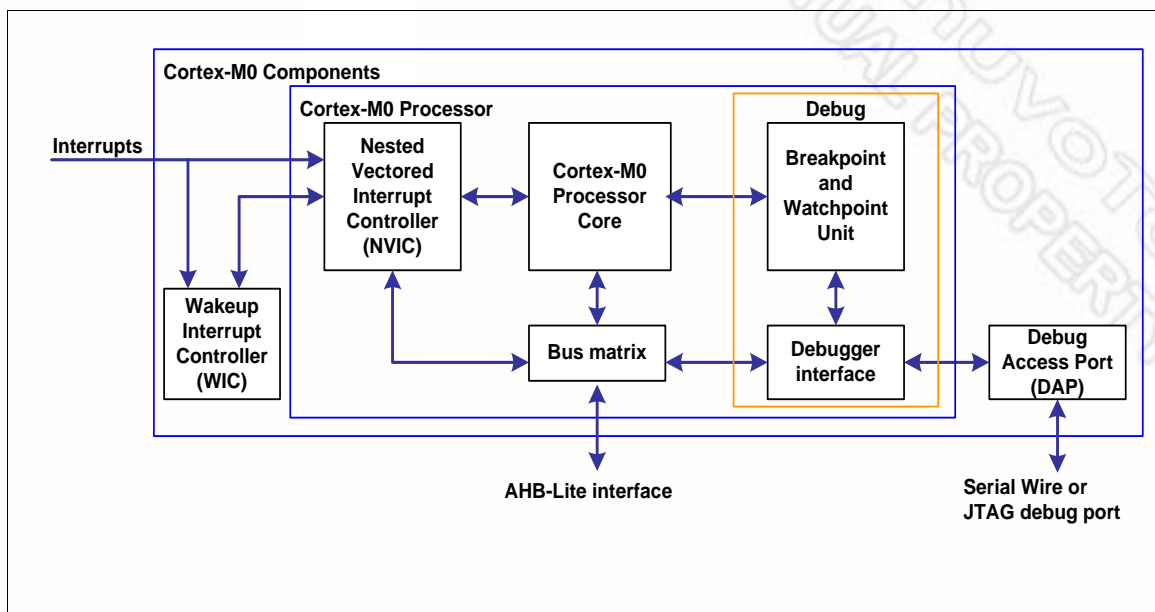 Cortex-M0 Components
Cortex-M0 Processor
Debug
Interrupts
Nested
Vectored
Interrupt
Controller
(NVIC)
Cortex-M0
Processor
Core
Breakpoint
and
Watchpoint
Unit
Wakeup
Interrupt
Controller
(WIC)
Bus matrix
Debugger
interface
Debug
Access Port
(DAP)
AHB-Lite interface
Serial Wire or
JTAG debug port